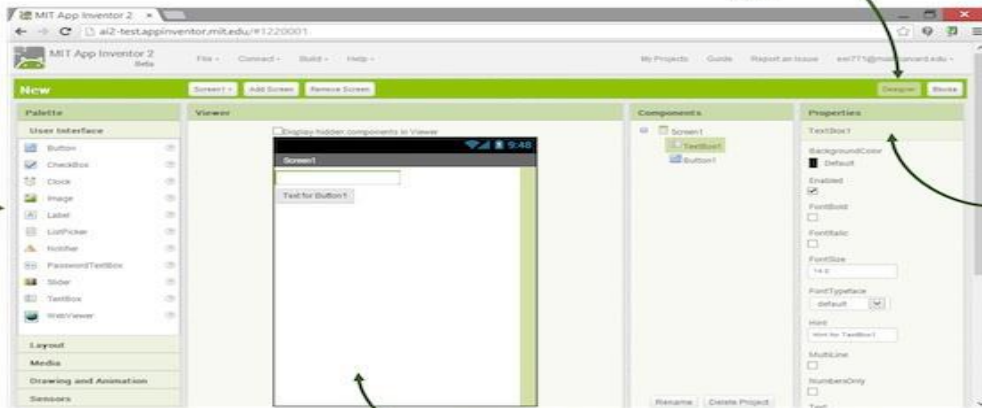 MIT App Inventor 2
ai2-test.appinventor.mit.edu/#1220001
MIT App Inventor 2
Beta
File Connect Build Help
My Projects Guide Report an Issue
New
Screen1 Add Screen Remove Screen
Designer Blocks
Palette
User Interface
Button
CheckBox
Clock
Image
Label
ListPicker
Notifier
PasswordTextBox
Slider
TextBox
WebViewer
Layout
Media
Drawing and Animation
Sensors
Viewer
Display hidden components in Viewer
9:48
Screen1
Text for Button1
Components
Screen1
TextBox1
Button1
Rename Delete Project
Properties
TextBox1
BackgroundColor
Default
Enabled
FontBold
FontItalic
FontSize
14.0
FontTypeface
default
Hint
Hint for TextBox1
MultiLine
NumbersOnly
Text